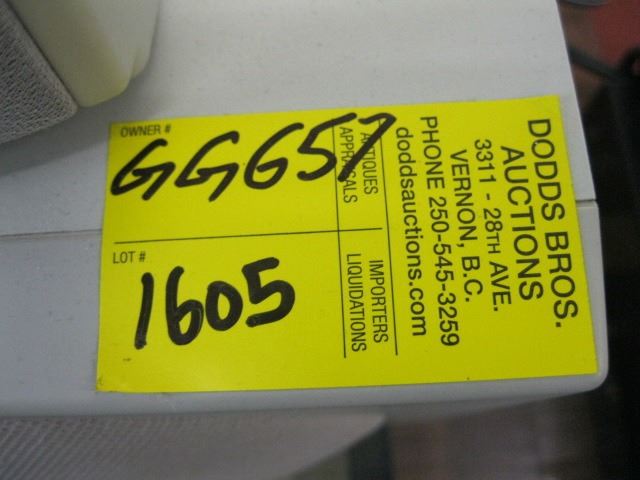 OWNER #
GGG57
LOT #
1605
ANTIQUES
APPRAISALS
IMPORTERS
LIQUIDATIONS
DODDS BROS.
AUCTIONS
3311 - 28TH AVE.
VERNON, B.C.
PHONE 250-545-3259
doddsauctions.com